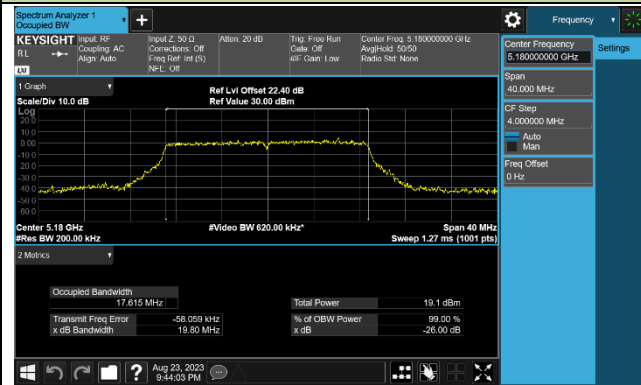 Spectrum Analyzer 1
Occupied BW
Frequency
KEYSIGHT
RL
LXI
Input: RF
Coupling: AC
Align: Auto
Input Z: 50 Ω
Corrections: Off
Freq Ref: Int (S)
NFE: Off
Atten: 20 dB
Trig: Free Run
Gate: Off
#IF Gain: Low
Center Freq: 5.180000000 GHz
Avg|Hold: 50/50
Radio Std: None
Center Frequency
5.180000000 GHz
Settings
Span
40.000 MHz
CF Step
4.000000 MHz
Auto
Man
Freq Offset
0 Hz
1 Graph
Scale/Div 10.0 dB
Ref Lvl Offset 22.40 dB
Ref Value 30.00 dBm
Log
20.0
10.0
0.00
-10.0
-20.0
-30.0
-40.0
-50.0
-60.0
Center 5.18 GHz
#Video BW 620.00 kHz*
Span 40 MHz
#Res BW 200.00 kHz
Sweep 1.27 ms (1001 pts)
2 Metrics
Occupied Bandwidth
17.615 MHz
Total Power 19.1 dBm
Transmit Freq Error -58.059 kHz
% of OBW Power 99.00 %
x dB Bandwidth 19.80 MHz
x dB -26.00 dB
?
Aug 23, 2023
9:44:03 PM